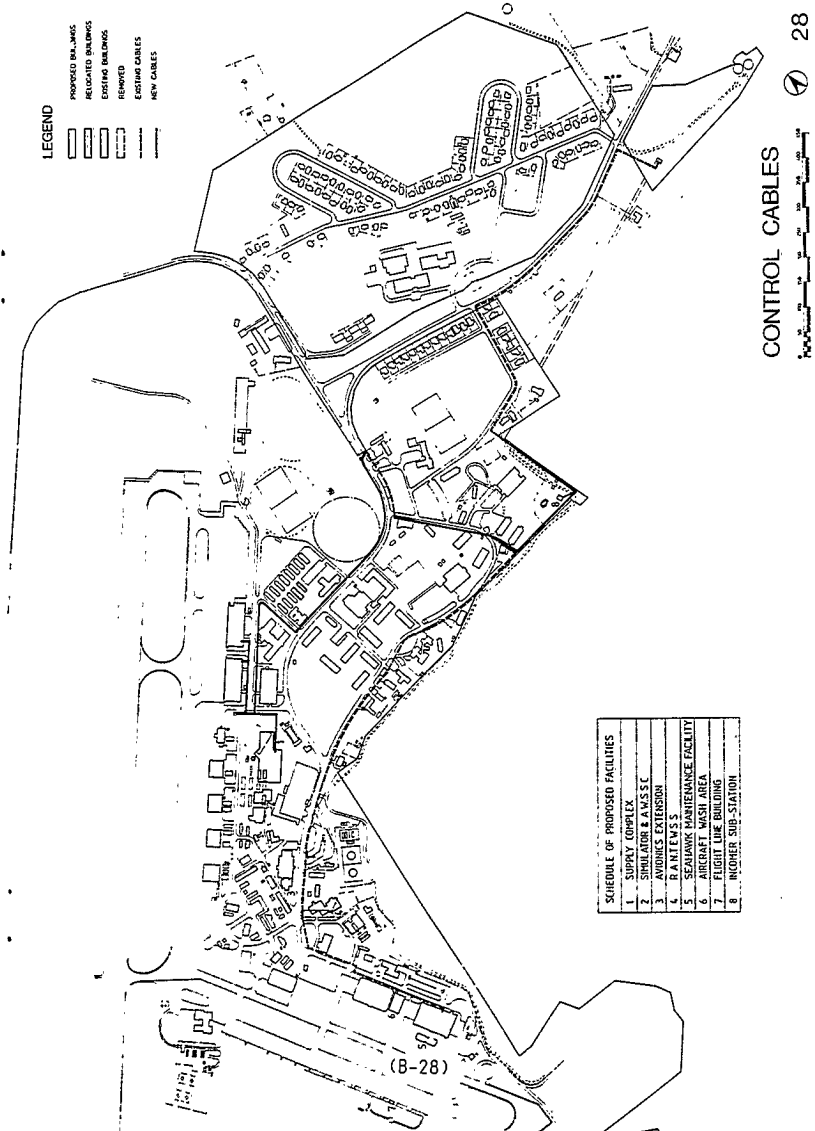 LEGEND
PROPOSED BUILDINGS
RELOCATED BUILDINGS
EXISTING BUILDINGS
REMOVED
EXISTING CABLES
NEW CABLES
SCHEDULE OF PROPOSED FACILITIES
1 SUPPLY COMPLEX
2 SIMULATOR & A.W.S.S.C
3 AVIONICS EXTENSION
4 R.A.N.T.E.W.S.S
5 SEAHAWK MAINTENANCE FACILITY
6 AIRCRAFT WASH AREA
7 FLIGHT LINE BUILDING
8 INCOMER SUB-STATION
CONTROL CABLES
28
(B-28)